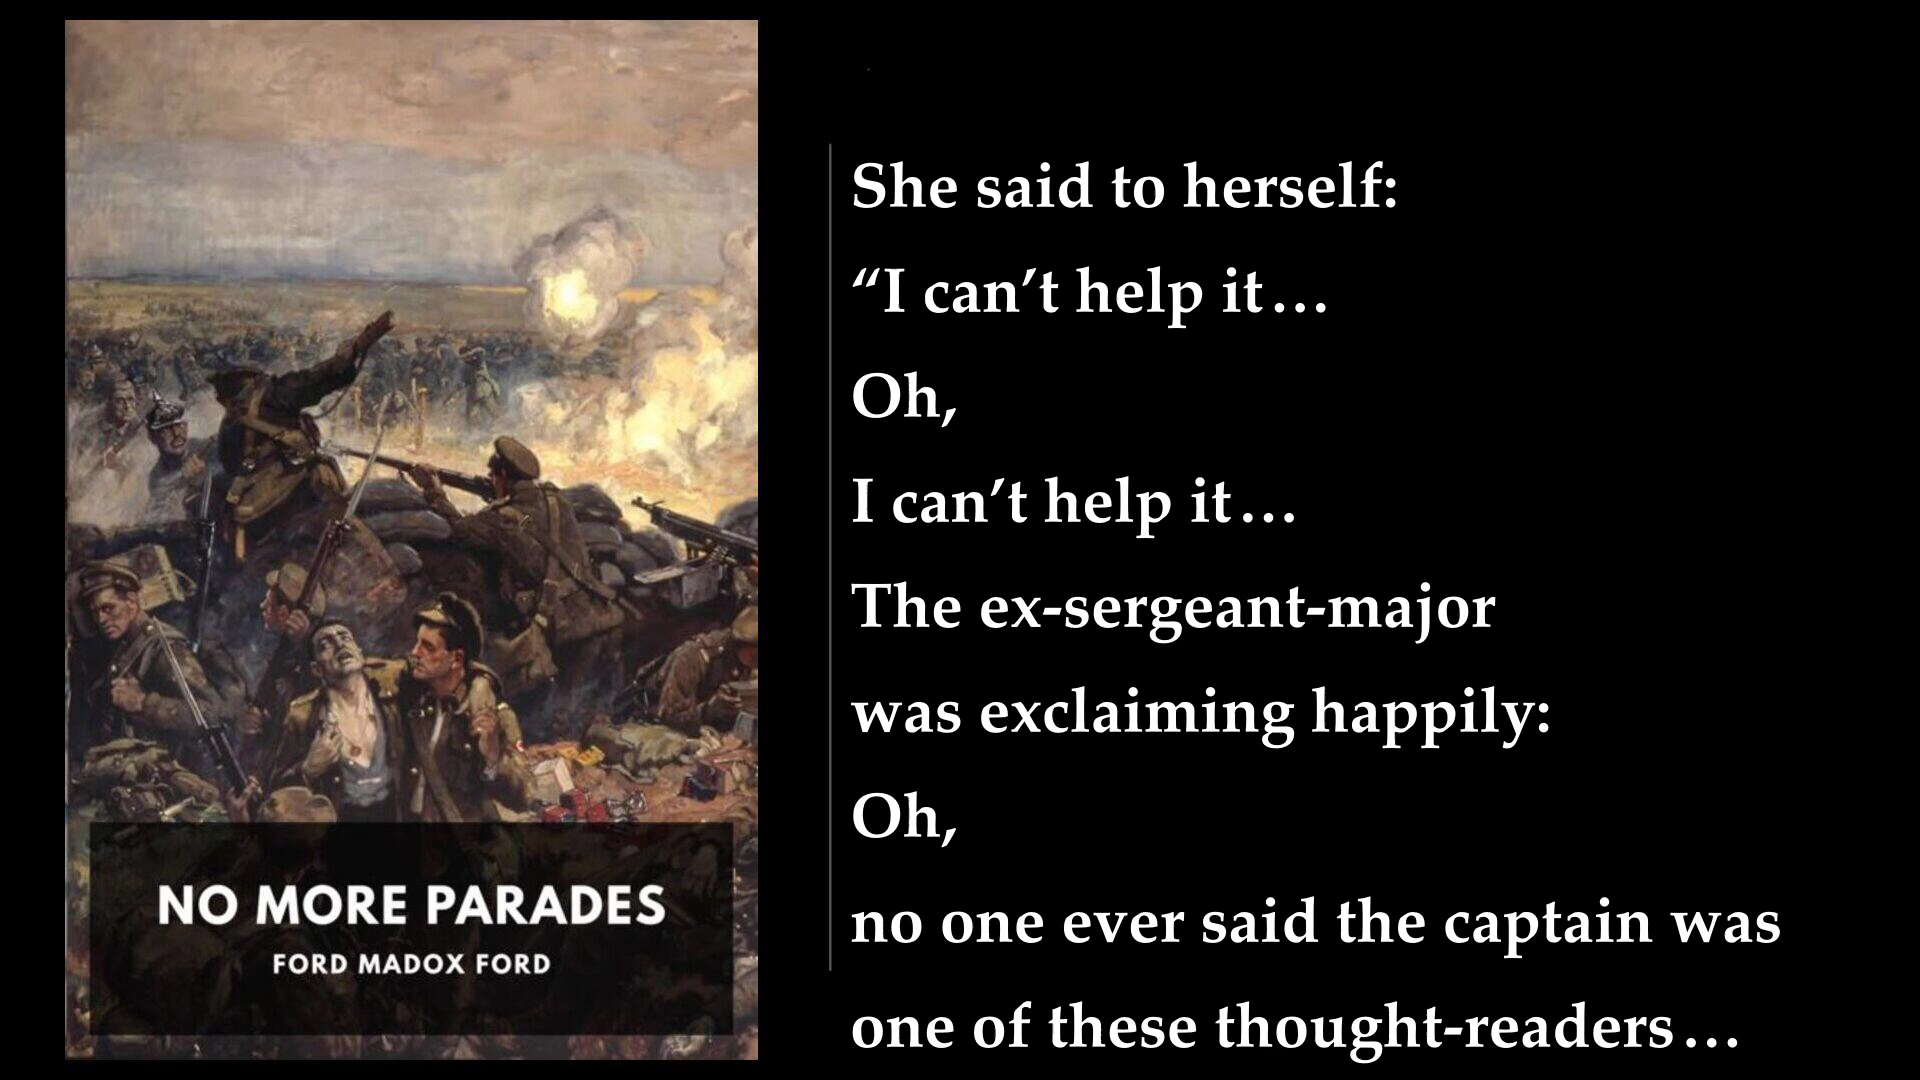 NO MORE PARADES
FORD MADOX FORD
She said to herself:
“I can’t help it…
Oh,
I can’t help it…
The ex-sergeant-major
was exclaiming happily:
Oh,
no one ever said the captain was
one of these thought-readers…